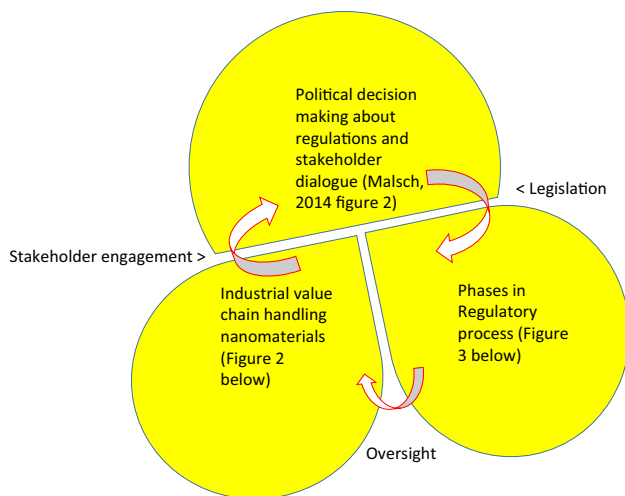 Political decision
making about
regulations and
stakeholder
dialogue (Malsch,
2014 figure 2)
< Legislation
Stakeholder engagement >
Industrial value
chain handling
nanomaterials
(Figure 2
below)
Phases in
Regulatory
process (Figure
3 below)
Oversight